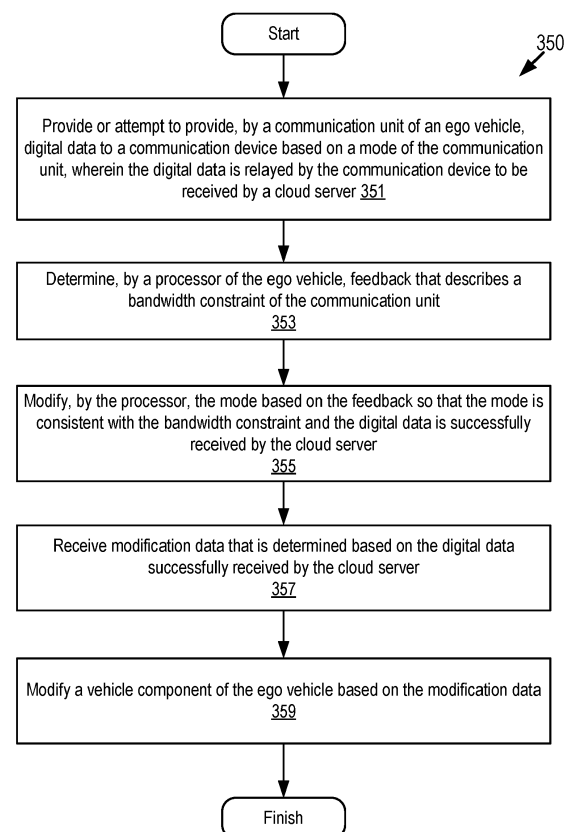 Start
350
Provide or attempt to provide, by a communication unit of an ego vehicle,
digital data to a communication device based on a mode of the communication
unit, wherein the digital data is relayed by the communication device to be
received by a cloud server 351
Determine, by a processor of the ego vehicle, feedback that describes a
bandwidth constraint of the communication unit
353
Modify, by the processor, the mode based on the feedback so that the mode is
consistent with the bandwidth constraint and the digital data is successfully
received by the cloud server
355
Receive modification data that is determined based on the digital data
successfully received by the cloud server
357
Modify a vehicle component of the ego vehicle based on the modification data
359
Finish